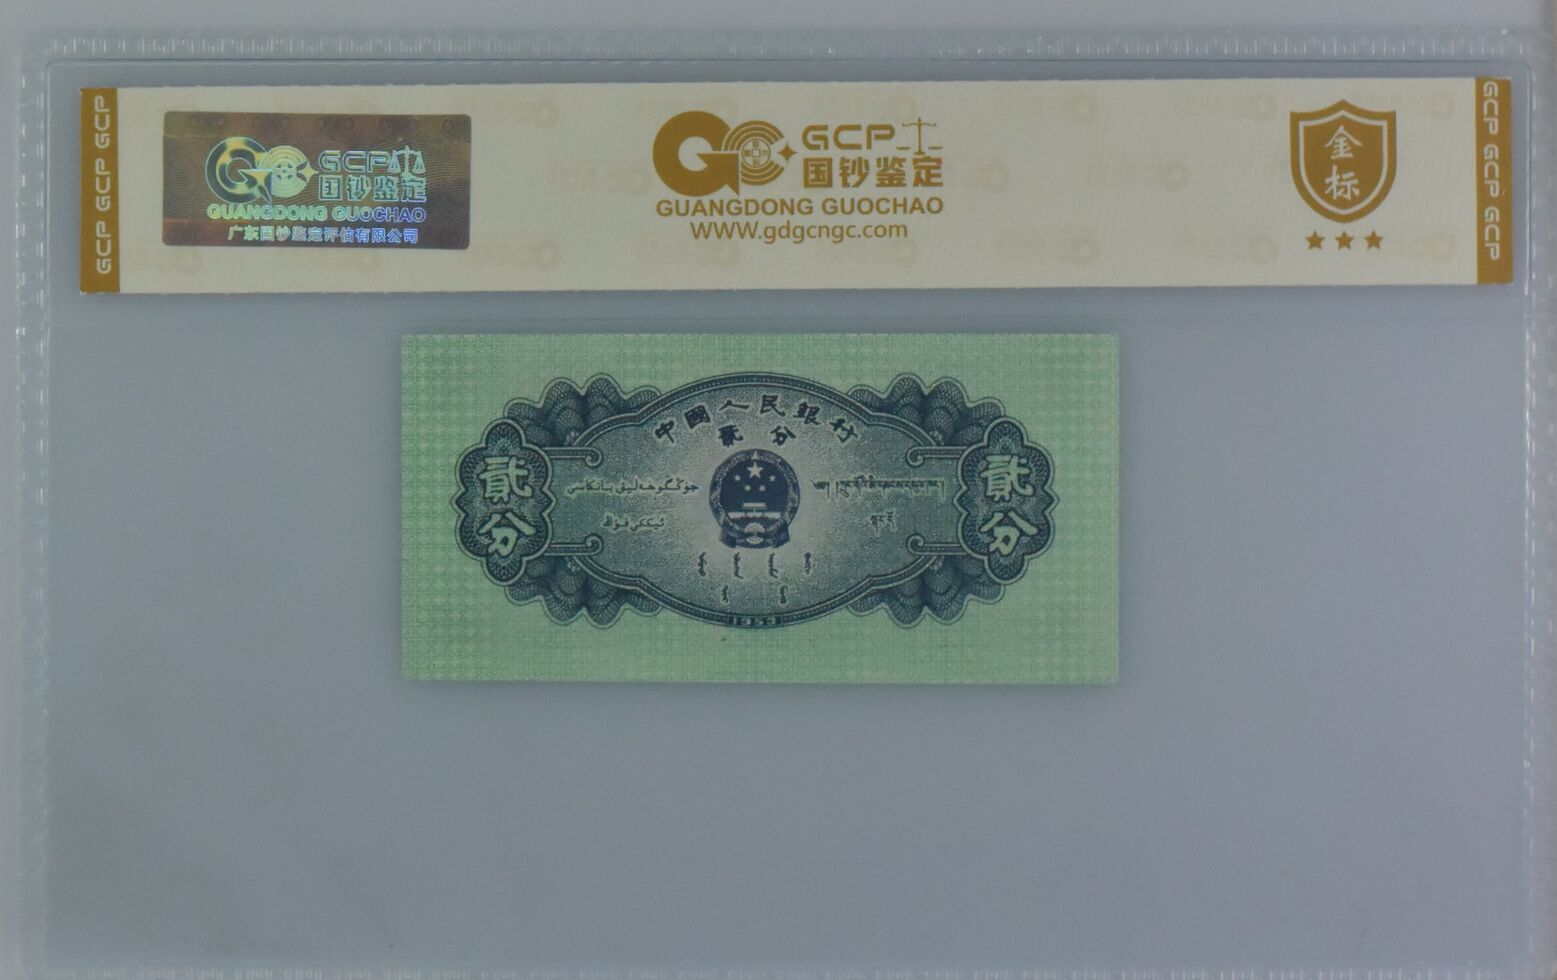 GCP GCP GCP
GCP
国钞鉴定
GUANGDONG GUOCHAO
广东国钞鉴定评估有限公司
GCP
国钞鉴定
GUANGDONG GUOCHAO
www.gdgcngc.com
金标
GCP GCP GCP
中國人民銀行
貳分
貳分
貳分
1953